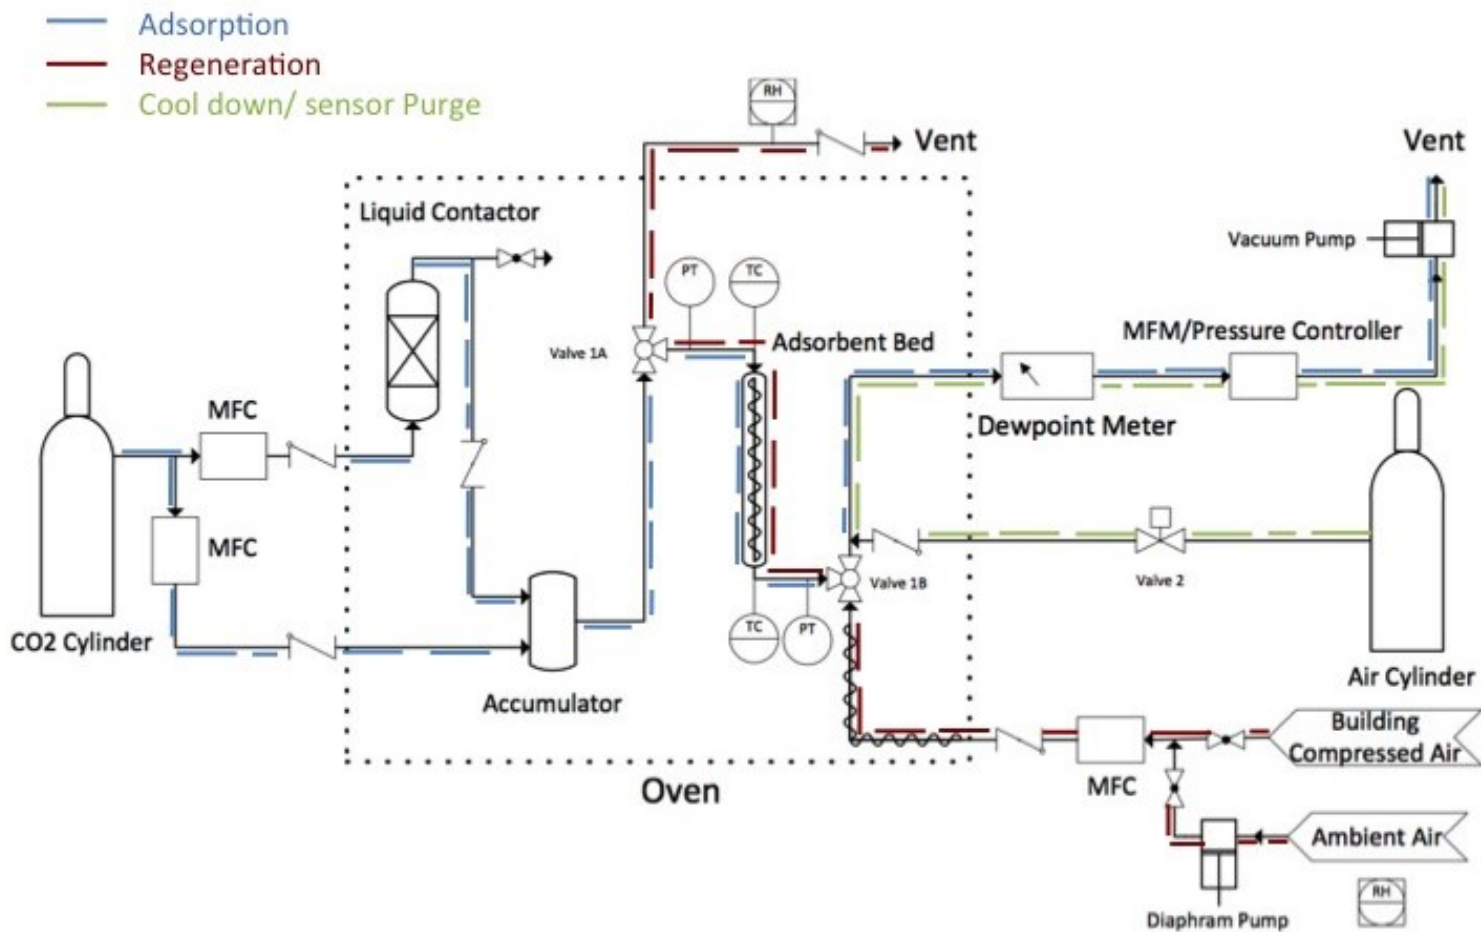 Adsorption
Regeneration
Cool down/ sensor Purge
RH
Vent
Vent
Liquid Contactor
Vacuum Pump
PT
TC
Valve 1A
Adsorbent Bed
MFM/Pressure Controller
MFC
Dewpoint Meter
MFC
Valve 1B
Valve 2
TC
PT
CO2 Cylinder
Accumulator
Air Cylinder
Building
Compressed Air
Oven
MFC
Ambient Air
RH
Diaphram Pump